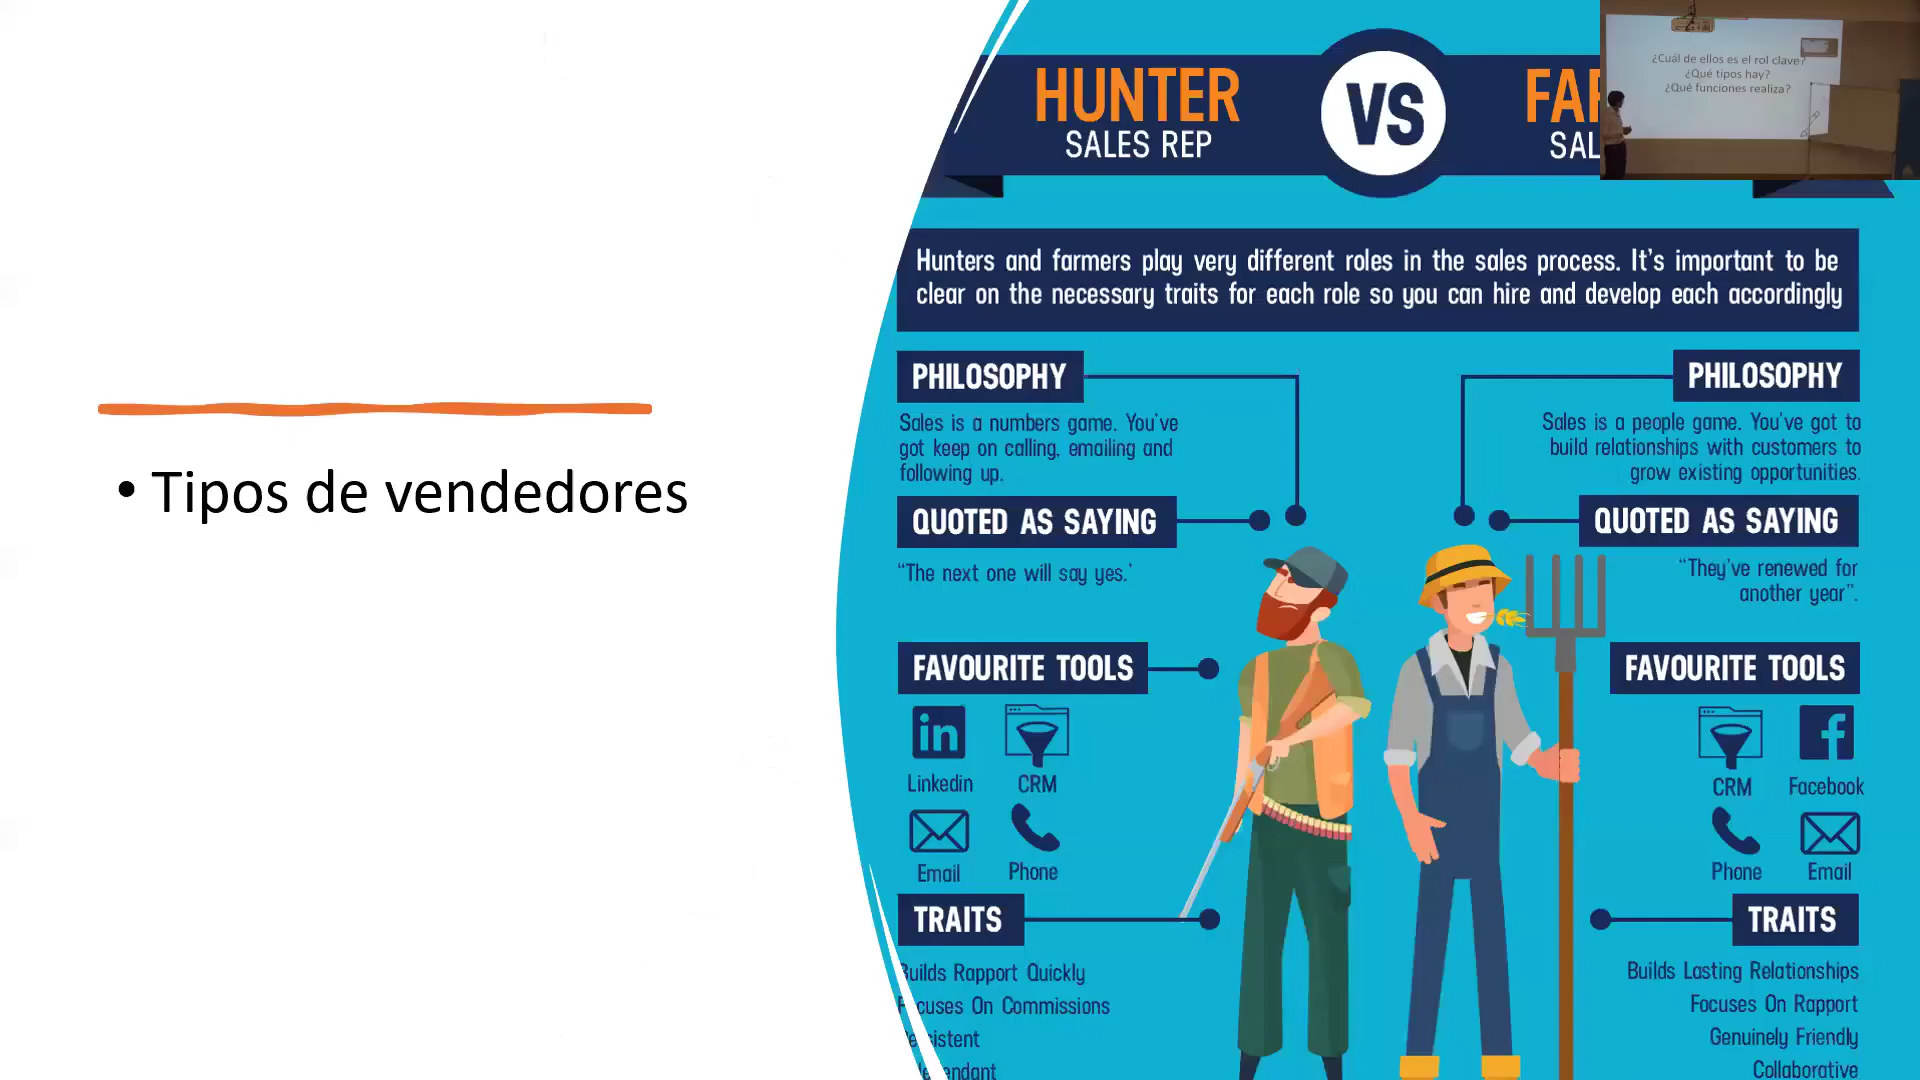 HUNTER
SALES REP
VS
¿Cuál de ellos es el rol clave?
¿Qué tipos hay?
¿Qué funciones realiza?
Hunters and farmers play very different roles in the sales process. It's important to be
clear on the necessary traits for each role so you can hire and develop each accordingly
• Tipos de vendedores
PHILOSOPHY
Sales is a numbers game. You've
got keep on calling, emailing and
following up.
QUOTED AS SAYING
"The next one will say yes.'
FAVOURITE TOOLS
in
Linkedin
CRM
Email
Phone
TRAITS
Builds Rapport Quickly
Focuses On Commissions
PHILOSOPHY
Sales is a people game. You've got to
build relationships with customers to
grow existing opportunities.
QUOTED AS SAYING
"They've renewed for
another year".
FAVOURITE TOOLS
f
CRM
Facebook
Phone
Email
TRAITS
Builds Lasting Relationships
Focuses On Rapport
Genuinely Friendly
Collaborative